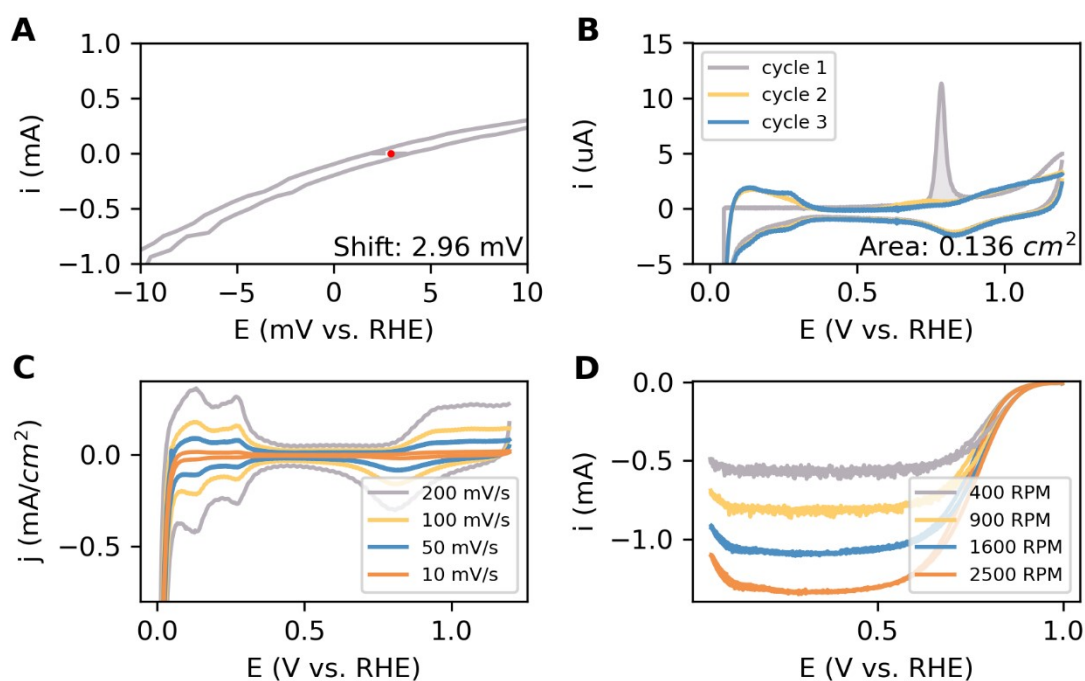 A
1.0
0.5
0.0
−0.5
−1.0
i (mA)
Shift: 2.96 mV
−10
−5
0
5
10
E (mV vs. RHE)
B
15
10
5
0
−5
i (uA)
cycle 1
cycle 2
cycle 3
Area: 0.136 cm²
0.0
0.5
1.0
E (V vs. RHE)
C
0.0
−0.5
j (mA/cm²)
200 mV/s
100 mV/s
50 mV/s
10 mV/s
0.0
0.5
1.0
E (V vs. RHE)
D
0.0
−0.5
−1.0
i (mA)
400 RPM
900 RPM
1600 RPM
2500 RPM
0.5
1.0
E (V vs. RHE)